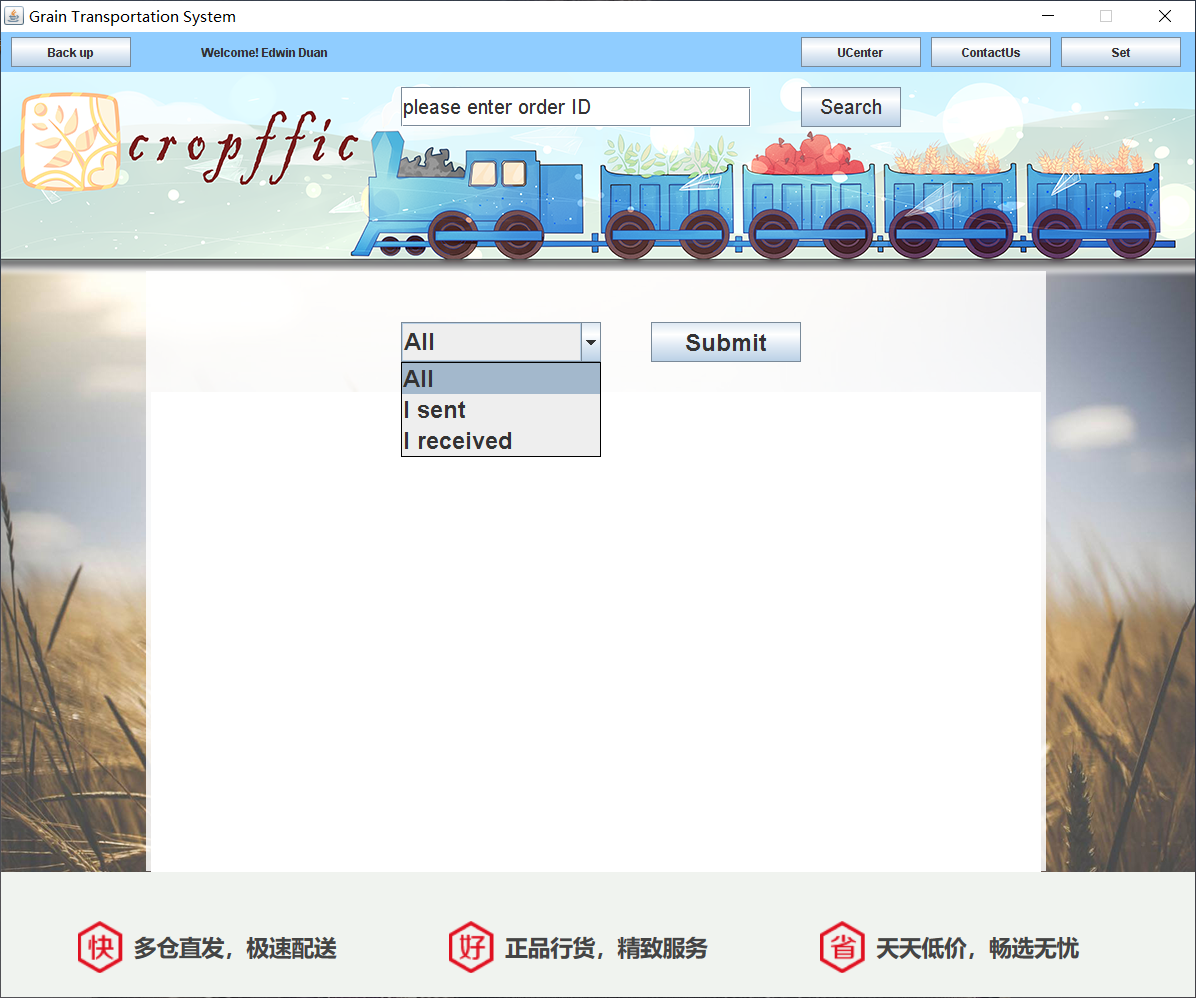 Grain Transportation System
Back up
Welcome! Edwin Duan
UCenter
ContactUs
Set
please enter order ID
Search
cropffic
All
Submit
All
I sent
I received
快 多仓直发，极速配送
好 正品行货，精致服务
省 天天低价，畅选无忧